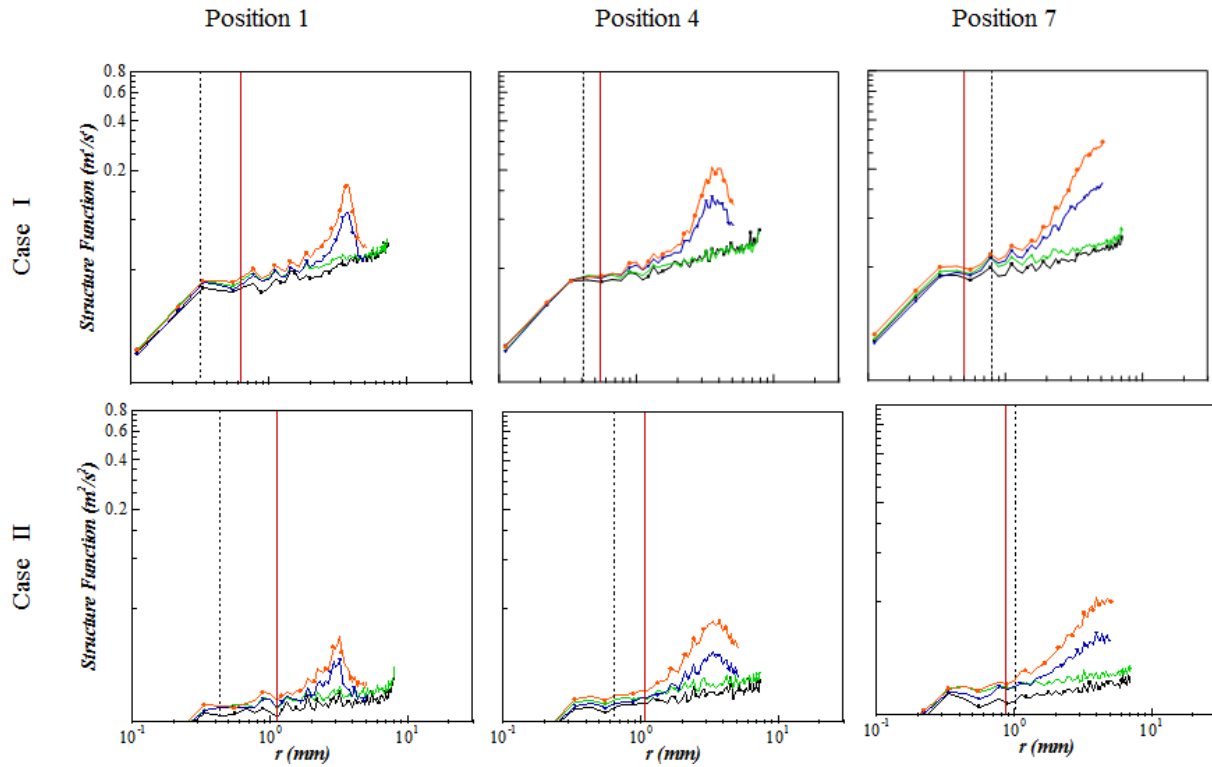 Position 1 Position 4 Position 7
Case I
Structure Function (m²/s²)
0.8
0.6
0.4
0.2
Case II
Structure Function (m²/s²)
0.8
0.6
0.4
0.2
10⁻¹ 10⁰ 10¹ 10⁻¹ 10⁰ 10¹ 10⁻¹ 10⁰ 10¹
r (mm) r (mm) r (mm)